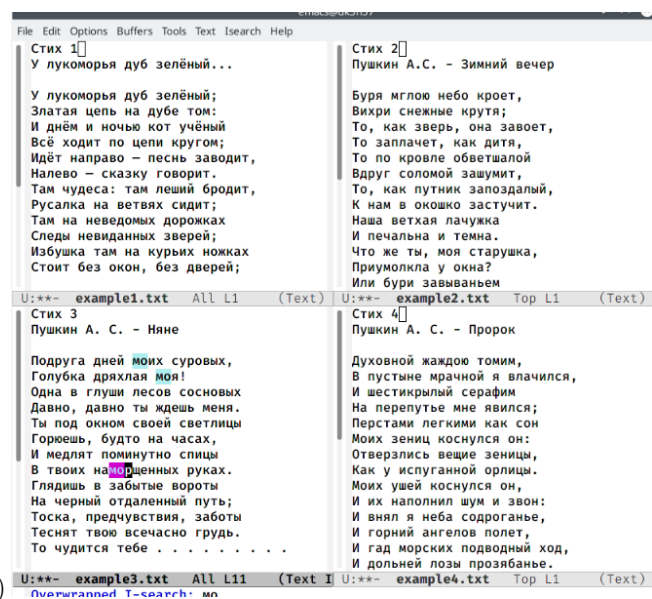 emacs@dk3n37
File Edit Options Buffers Tools Text Isearch Help
Стих 1
У лукоморья дуб зелёный...
У лукоморья дуб зелёный;
Златая цепь на дубе том:
И днём и ночью кот учёный
Всё ходит по цепи кругом;
Идёт направо — песнь заводит,
Налево — сказку говорит.
Там чудеса: там леший бродит,
Русалка на ветвях сидит;
Там на неведомых дорожках
Следы невиданных зверей;
Избушка там на курьих ножках
Стоит без окон, без дверей;
U:**- example1.txt All L1 (Text)
Стих 2
Пушкин А.С. - Зимний вечер
Буря мглою небо кроет,
Вихри снежные крутя;
То, как зверь, она завоет,
То заплачет, как дитя,
То по кровле обветшалой
Вдруг соломой зашумит,
То, как путник запоздалый,
К нам в окошко застучит.
Наша ветхая лачужка
И печальна и темна.
Что же ты, моя старушка,
Приумолкла у окна?
Или бури завываньем
U:**- example2.txt Top L1 (Text)
Стих 3
Пушкин А. С. - Няне
Подруга дней моих суровых,
Голубка дряхлая моя!
Одна в глуши лесов сосновых
Давно, давно ты ждешь меня.
Ты под окном своей светлицы
Горюешь, будто на часах,
И медлят поминутно спицы
В твоих наморщенных руках.
Глядишь в забытые вороты
На черный отдаленный путь;
Тоска, предчувствия, заботы
Теснят твою всечасно грудь.
То чудится тебе . . . . . . . . .
U:**- example3.txt All L11 (Text I
Стих 4
Пушкин А. С. - Пророк
Духовной жаждою томим,
В пустыне мрачной я влачился,
И шестикрылый серафим
На перепутье мне явился;
Перстами легкими как сон
Моих зениц коснулся он:
Отверзлись вещие зеницы,
Как у испуганной орлицы.
Моих ушей коснулся он,
И их наполнил шум и звон:
И внял я неба содроганье,
И горний ангелов полет,
И гад морских подводный ход,
И дольней лозы прозябанье.
U:**- example4.txt Top L1 (Text)
)
Overwrapped I-search: мо